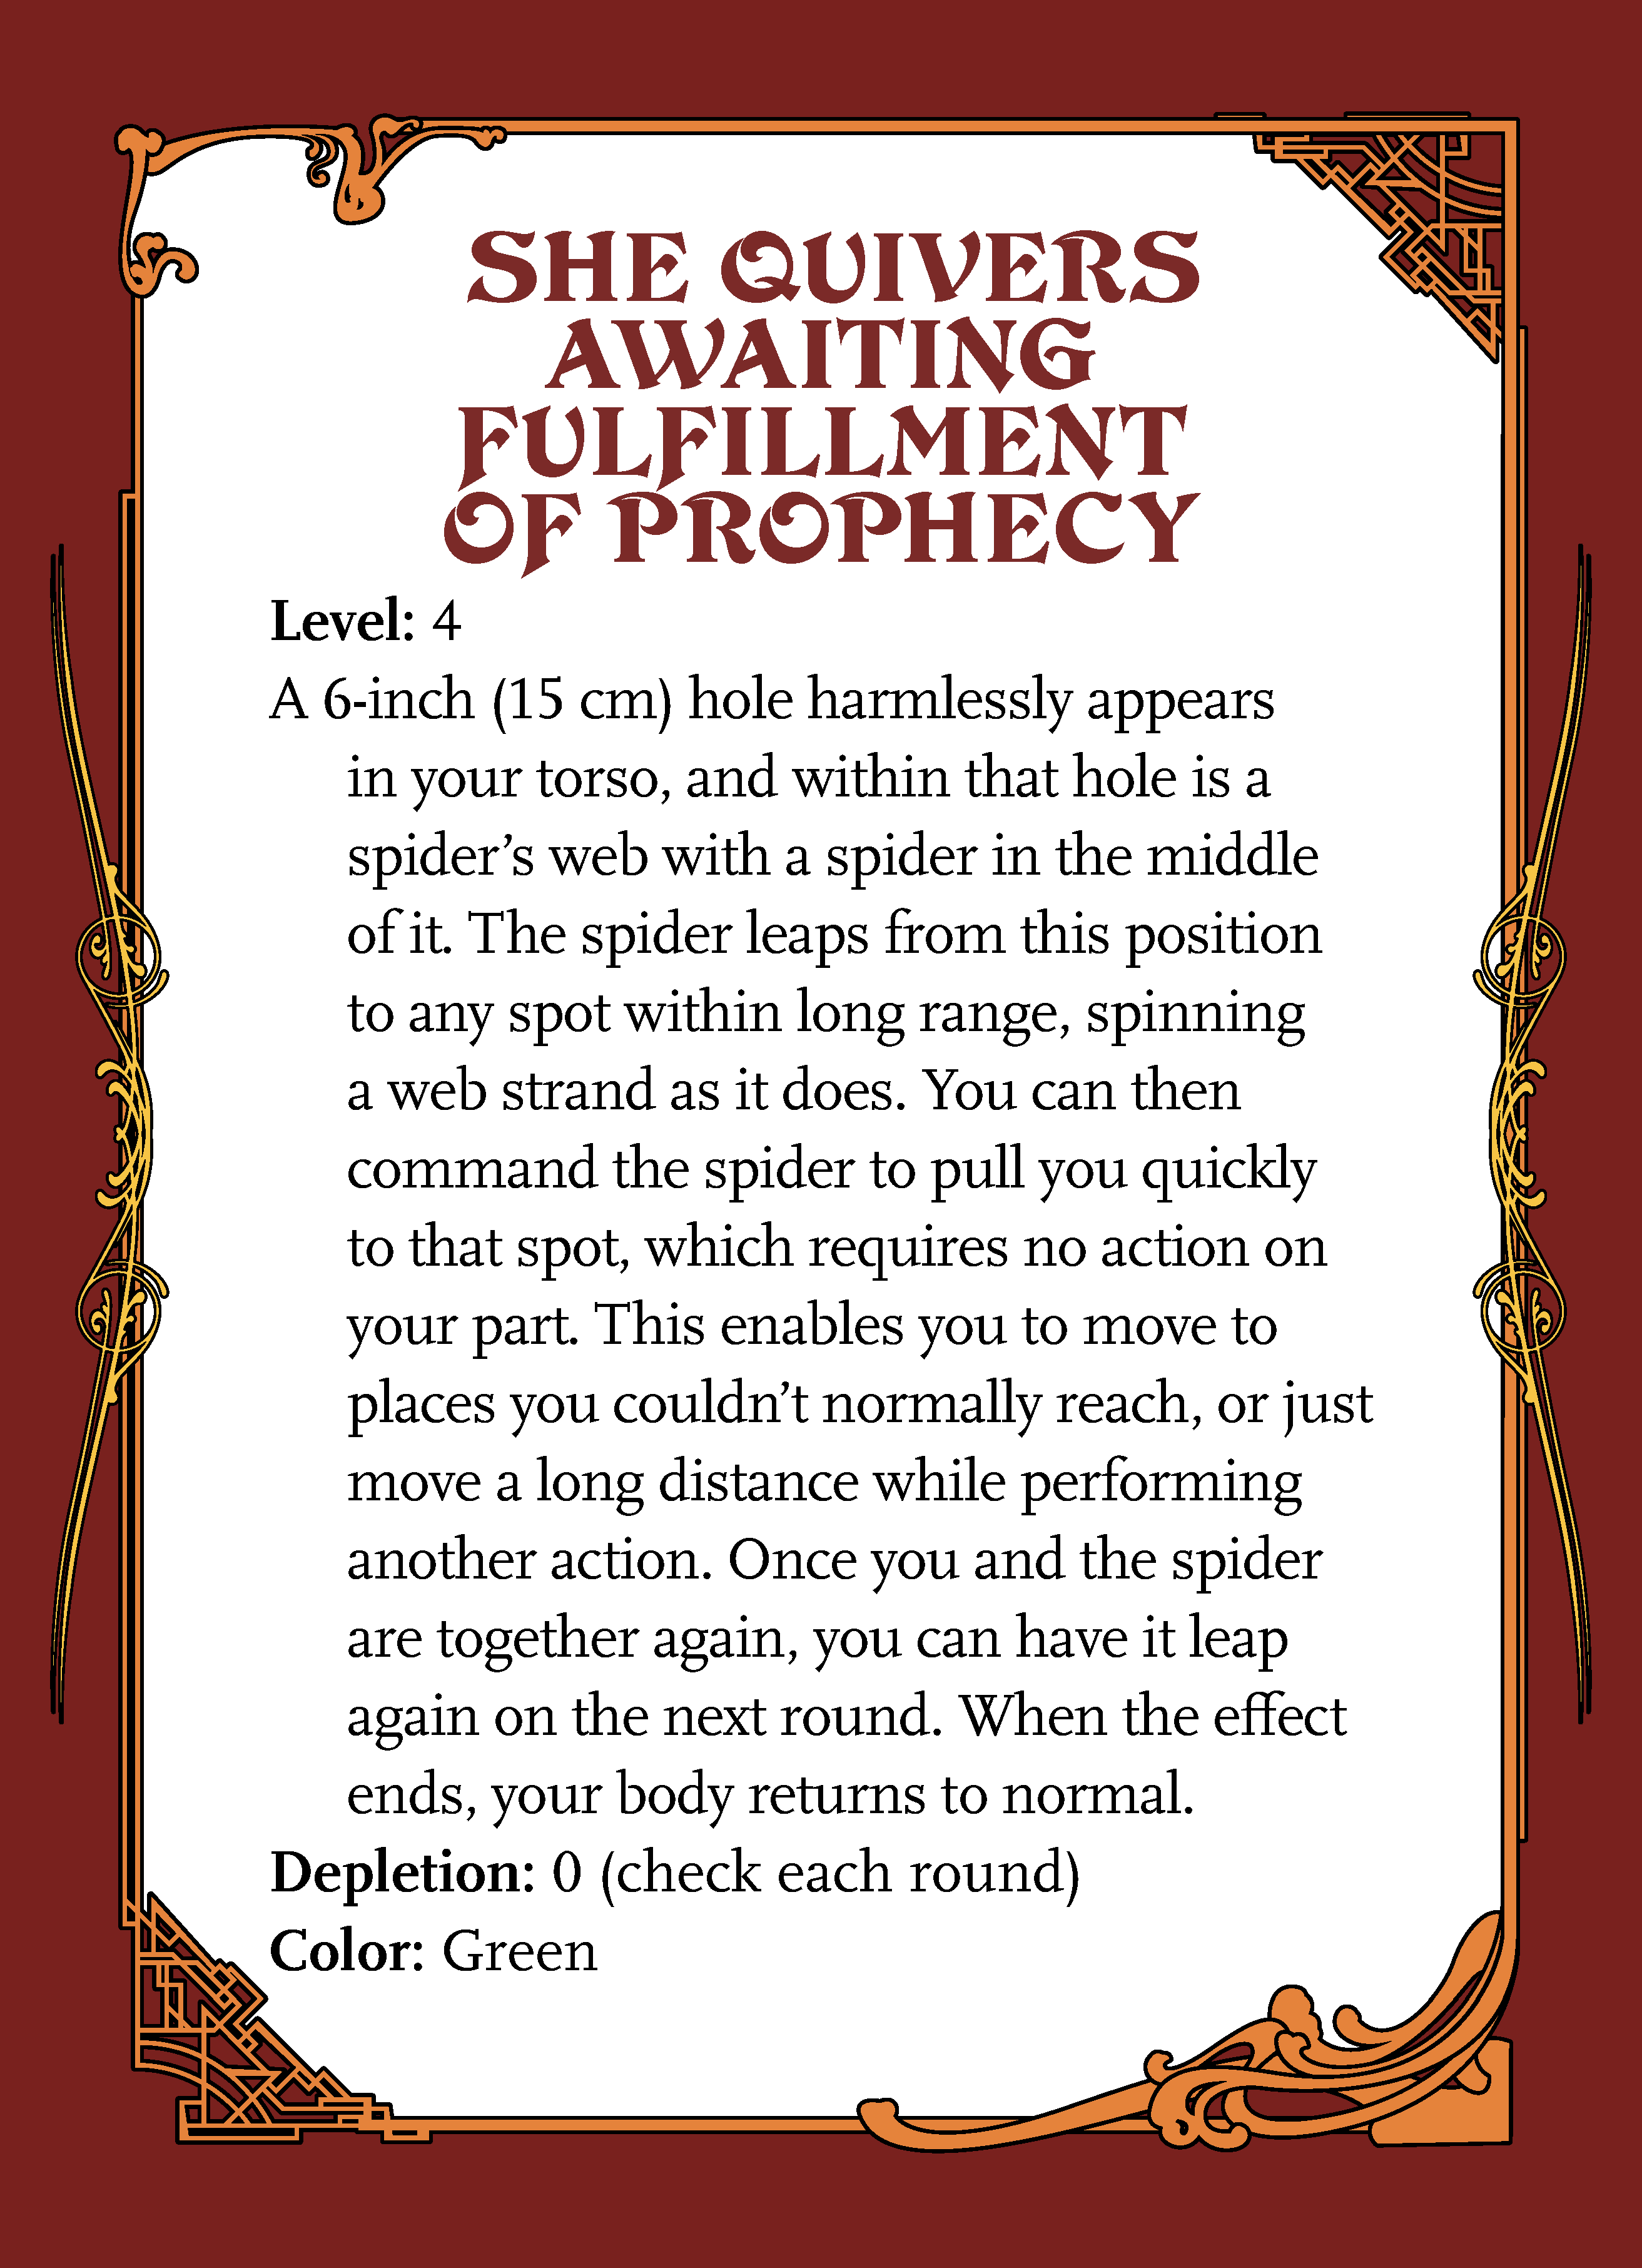 SHE QUIVERS
AWAITING
FULFILLMENT
OF PROPHECY
Level: 4
A 6-inch (15 cm) hole harmlessly appears
in your torso, and within that hole is a
spider’s web with a spider in the middle
of it. The spider leaps from this position
to any spot within long range, spinning
a web strand as it does. You can then
command the spider to pull you quickly
to that spot, which requires no action on
your part. This enables you to move to
places you couldn’t normally reach, or just
move a long distance while performing
another action. Once you and the spider
are together again, you can have it leap
again on the next round. When the effect
ends, your body returns to normal.
Depletion: 0 (check each round)
Color: Green